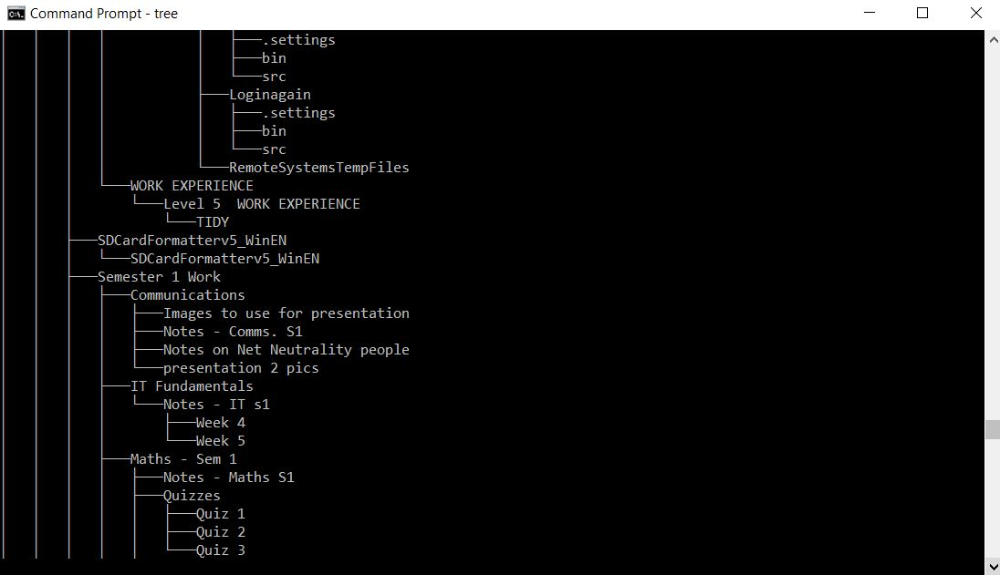 Command Prompt - tree
│   │   │   │           │   ├───.settings
│   │   │   │           │   ├───bin
│   │   │   │           │   └───src
│   │   │   │           ├───Loginagain
│   │   │   │           │   ├───.settings
│   │   │   │           │   ├───bin
│   │   │   │           │   └───src
│   │   │   │           └───RemoteSystemsTempFiles
│   │   │   └───WORK EXPERIENCE
│   │   │       └───Level 5  WORK EXPERIENCE
│   │   │           └───TIDY
│   │   ├───SDCardFormatterv5_WinEN
│   │   │   └───SDCardFormatterv5_WinEN
│   │   ├───Semester 1 Work
│   │   │   ├───Communications
│   │   │   │   ├───Images to use for presentation
│   │   │   │   ├───Notes - Comms. S1
│   │   │   │   ├───Notes on Net Neutrality people
│   │   │   │   └───presentation 2 pics
│   │   │   ├───IT Fundamentals
│   │   │   │   └───Notes - IT s1
│   │   │   │       ├───Week 4
│   │   │   │       └───Week 5
│   │   │   ├───Maths - Sem 1
│   │   │   │   ├───Notes - Maths S1
│   │   │   │   ├───Quizzes
│   │   │   │   │   ├───Quiz 1
│   │   │   │   │   ├───Quiz 2
│   │   │   │   │   └───Quiz 3